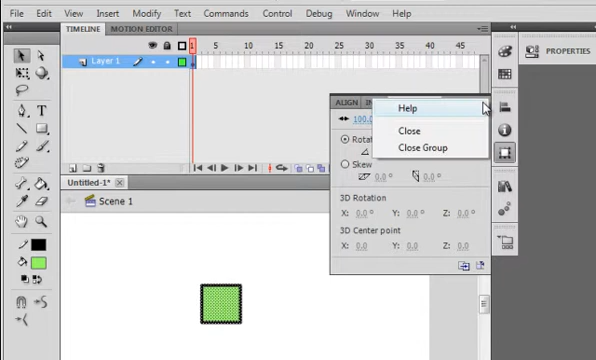 File Edit View Insert Modify Text Commands Control Debug Window Help
TIMELINE MOTION EDITOR
PROPERTIES
1 5 10 15 20 25 30 35 40 45
Layer 1
ALIGN
Help
100.0
Close
Rotat
Close Group
Skew
0.0 ° 0.0 °
Untitled-1*
3D Rotation
Scene 1
X: 0.0 ° Y: 0.0 ° Z: 0.0 °
3D Center point
X: 0.0 Y: 0.0 Z: 0.0